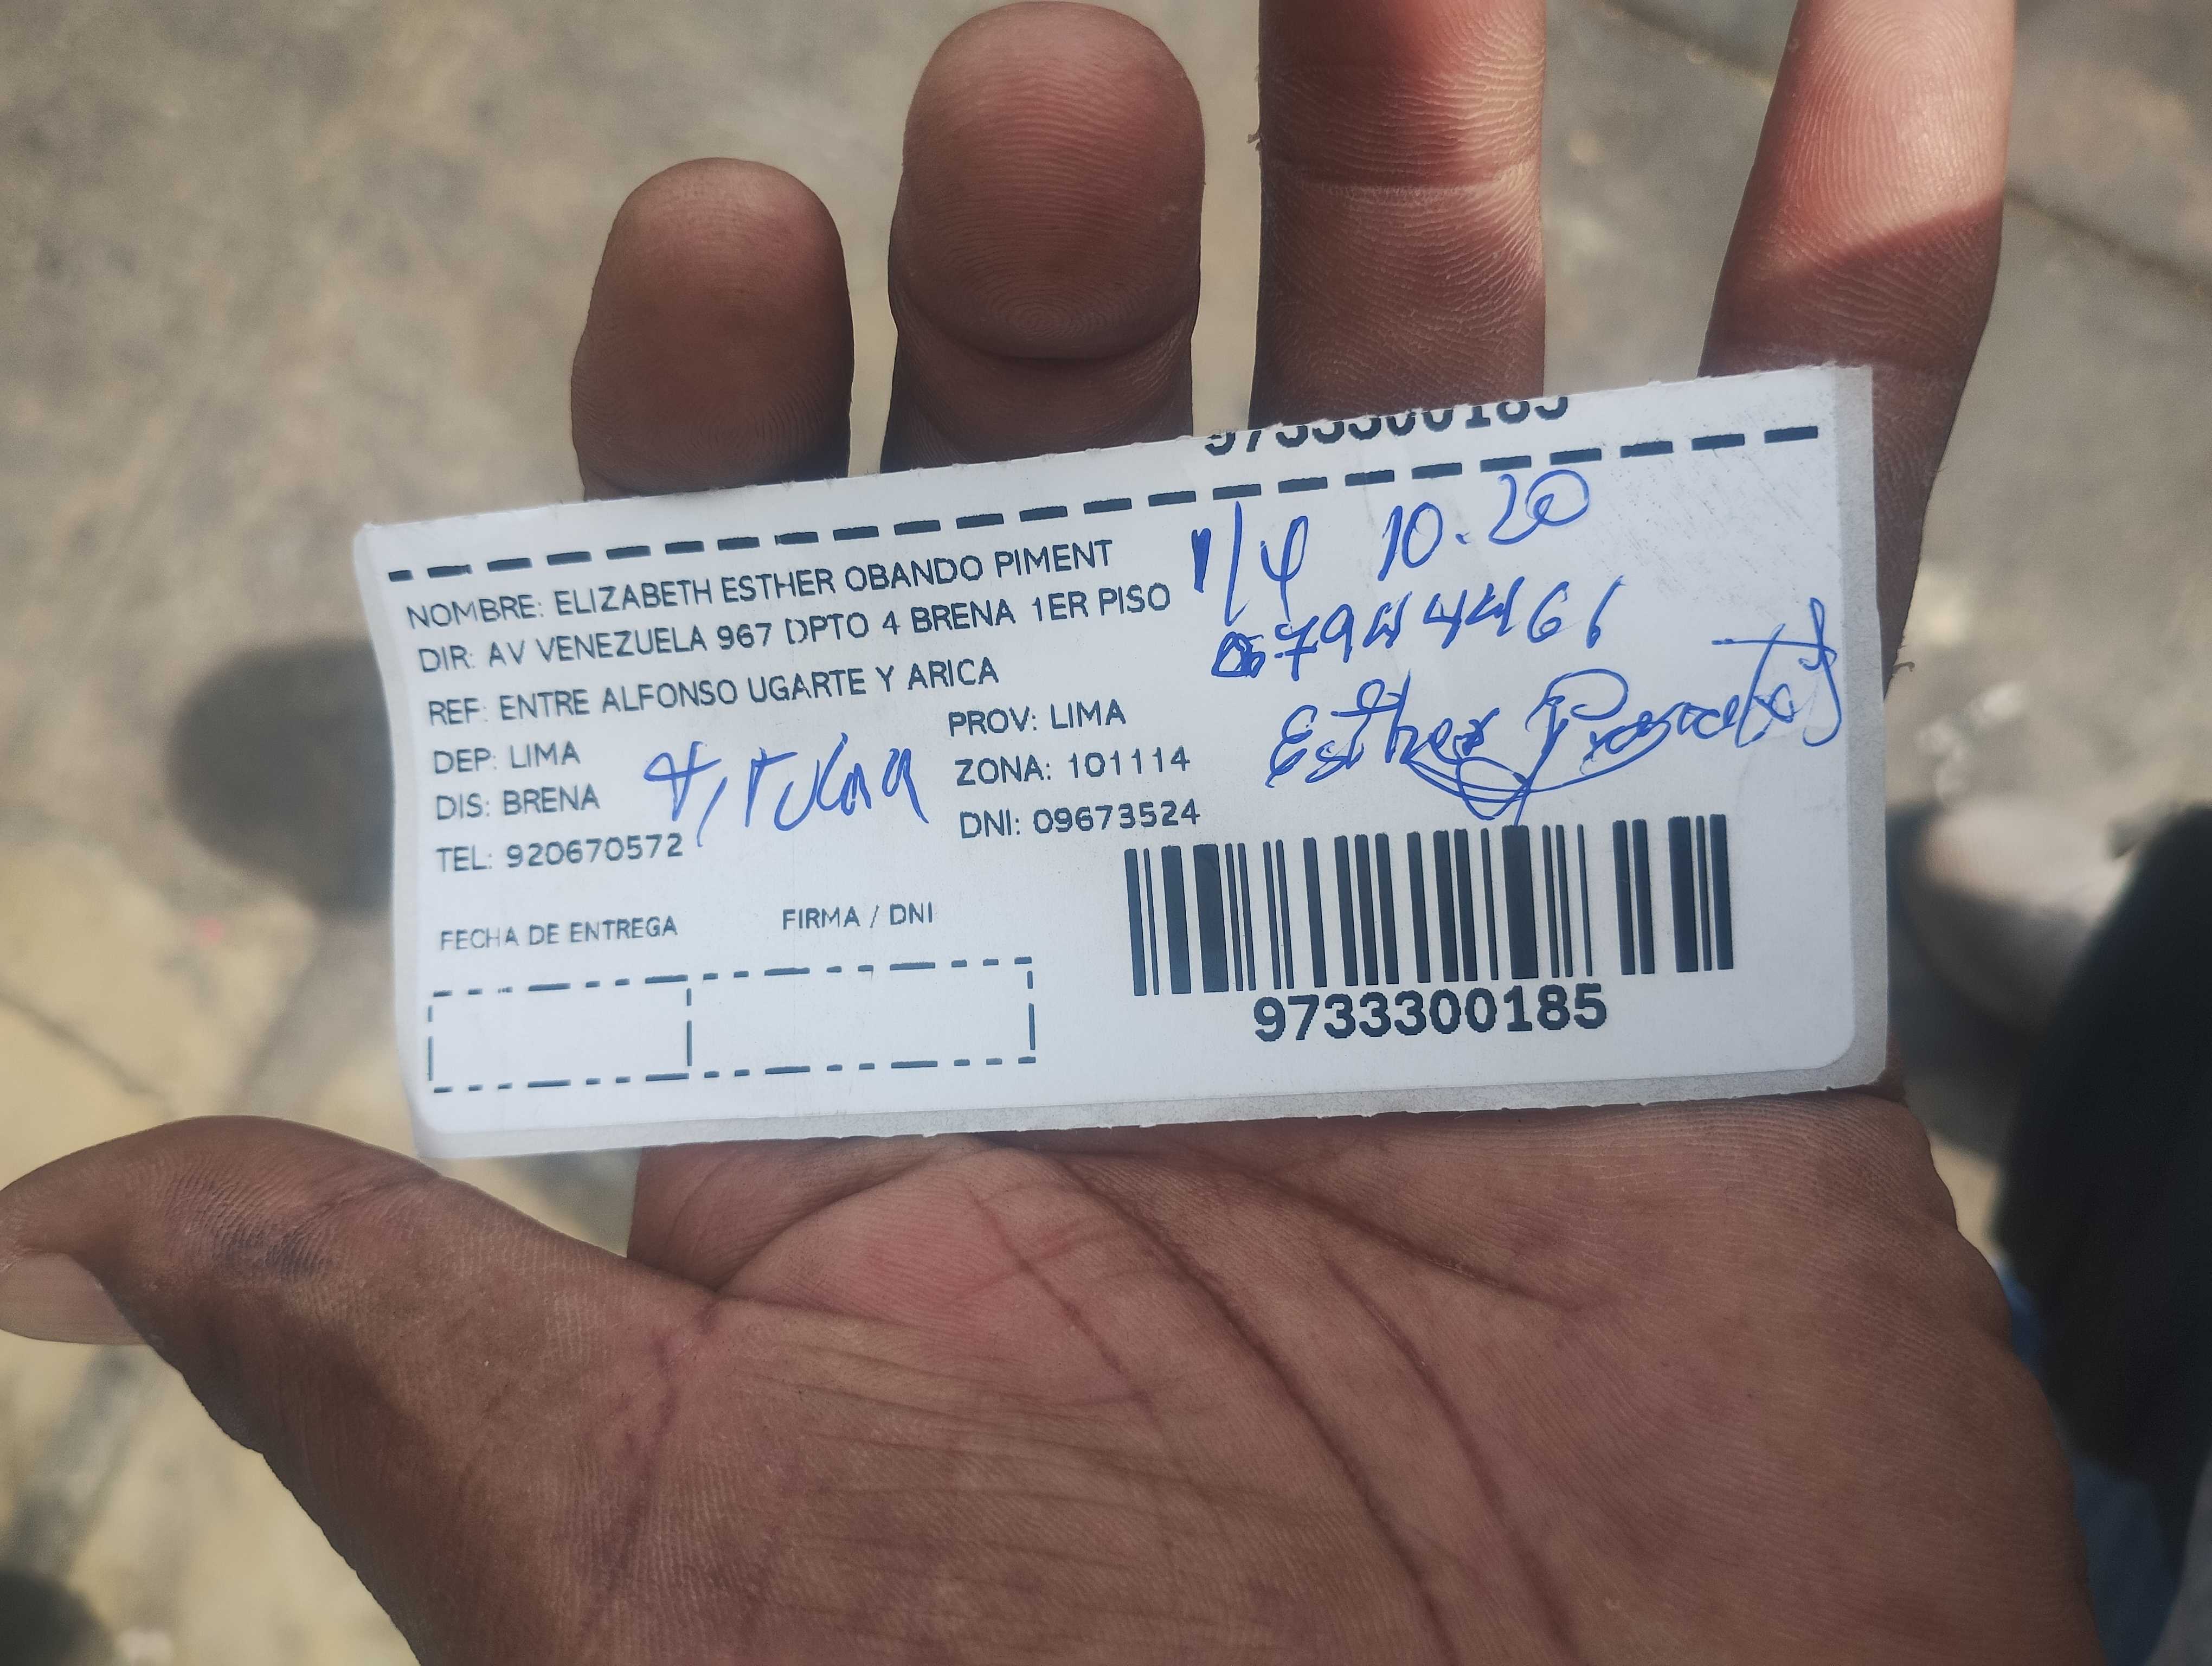 9733300185
NOMBRE: ELIZABETH ESTHER OBANDO PIMENT
DIR: AV VENEZUELA 967 DPTO 4 BRENA 1ER PISO
REF: ENTRE ALFONSO UGARTE Y ARICA
DEP: LIMA
PROV: LIMA
DIS: BRENA
ZONA: 101114
TEL: 920670572
DNI: 09673524
Titular
1/4 10.20
Esther
FECHA DE ENTREGA
FIRMA / DNI
9733300185